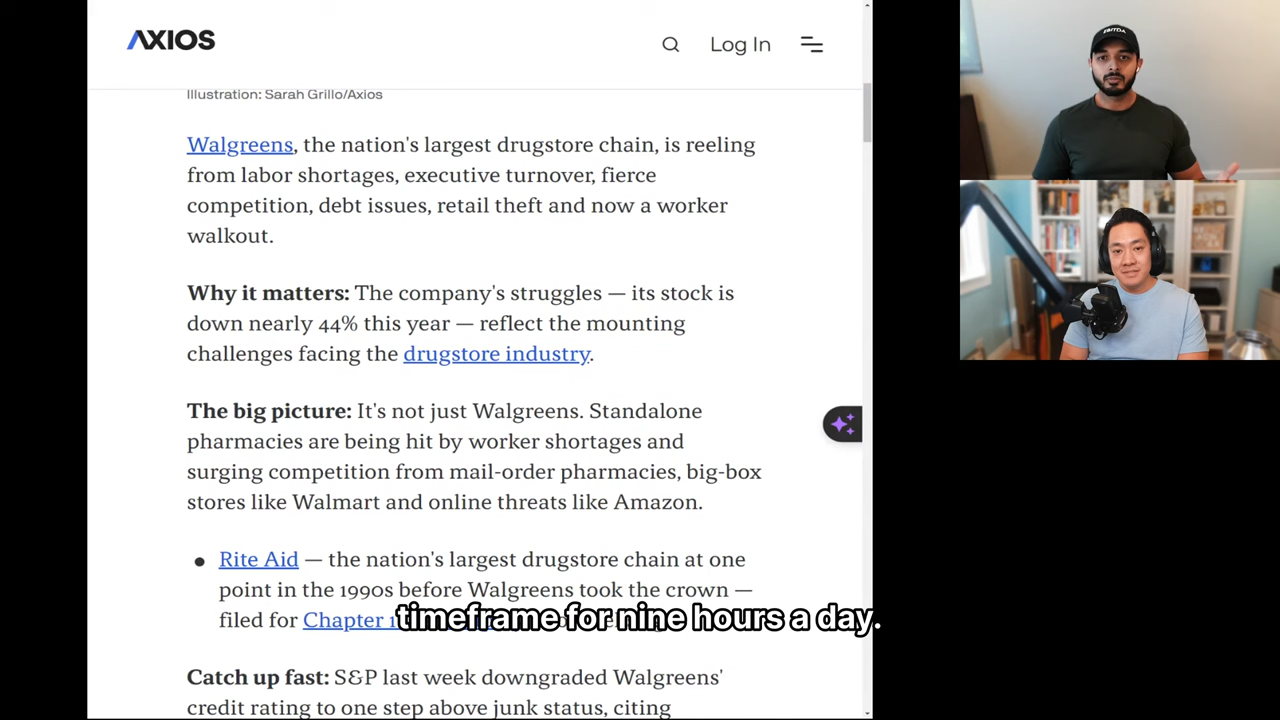 AXIOS
Log In
Illustration: Sarah Grillo/Axios
Walgreens, the nation's largest drugstore chain, is reeling
from labor shortages, executive turnover, fierce
competition, debt issues, retail theft and now a worker
walkout.
Why it matters: The company's struggles — its stock is
down nearly 44% this year — reflect the mounting
challenges facing the drugstore industry.
The big picture: It's not just Walgreens. Standalone
pharmacies are being hit by worker shortages and
surging competition from mail-order pharmacies, big-box
stores like Walmart and online threats like Amazon.
• Rite Aid — the nation's largest drugstore chain at one
point in the 1990s before Walgreens took the crown —
filed for Chapter
timeframe for nine hours a day.
Catch up fast: S&P last week downgraded Walgreens'
credit rating to one step above junk status, citing
EBITDA